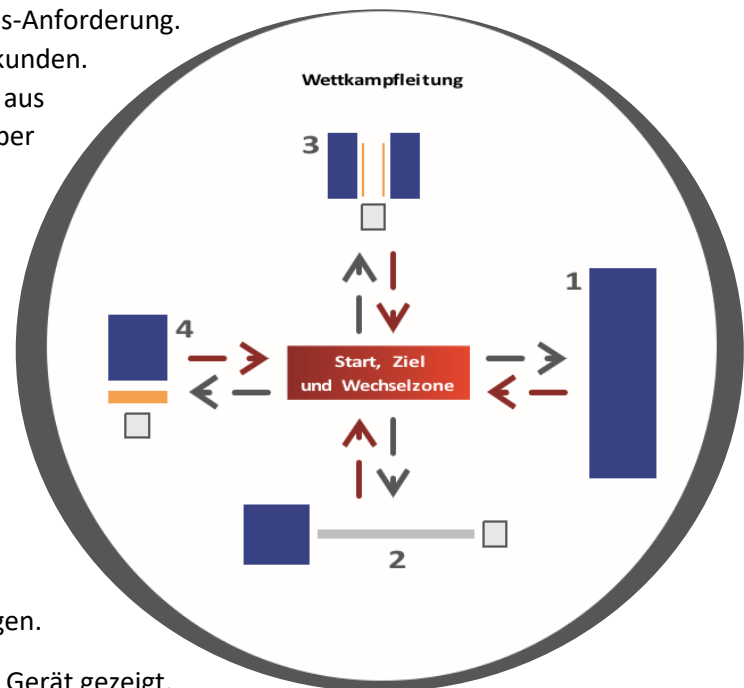 s-Anforderung.
kunden.
aus
ber
Wettkampfleitung
3
1
4
Start, Ziel
und Wechselzone
2
gen.
Gerät gezeigt.